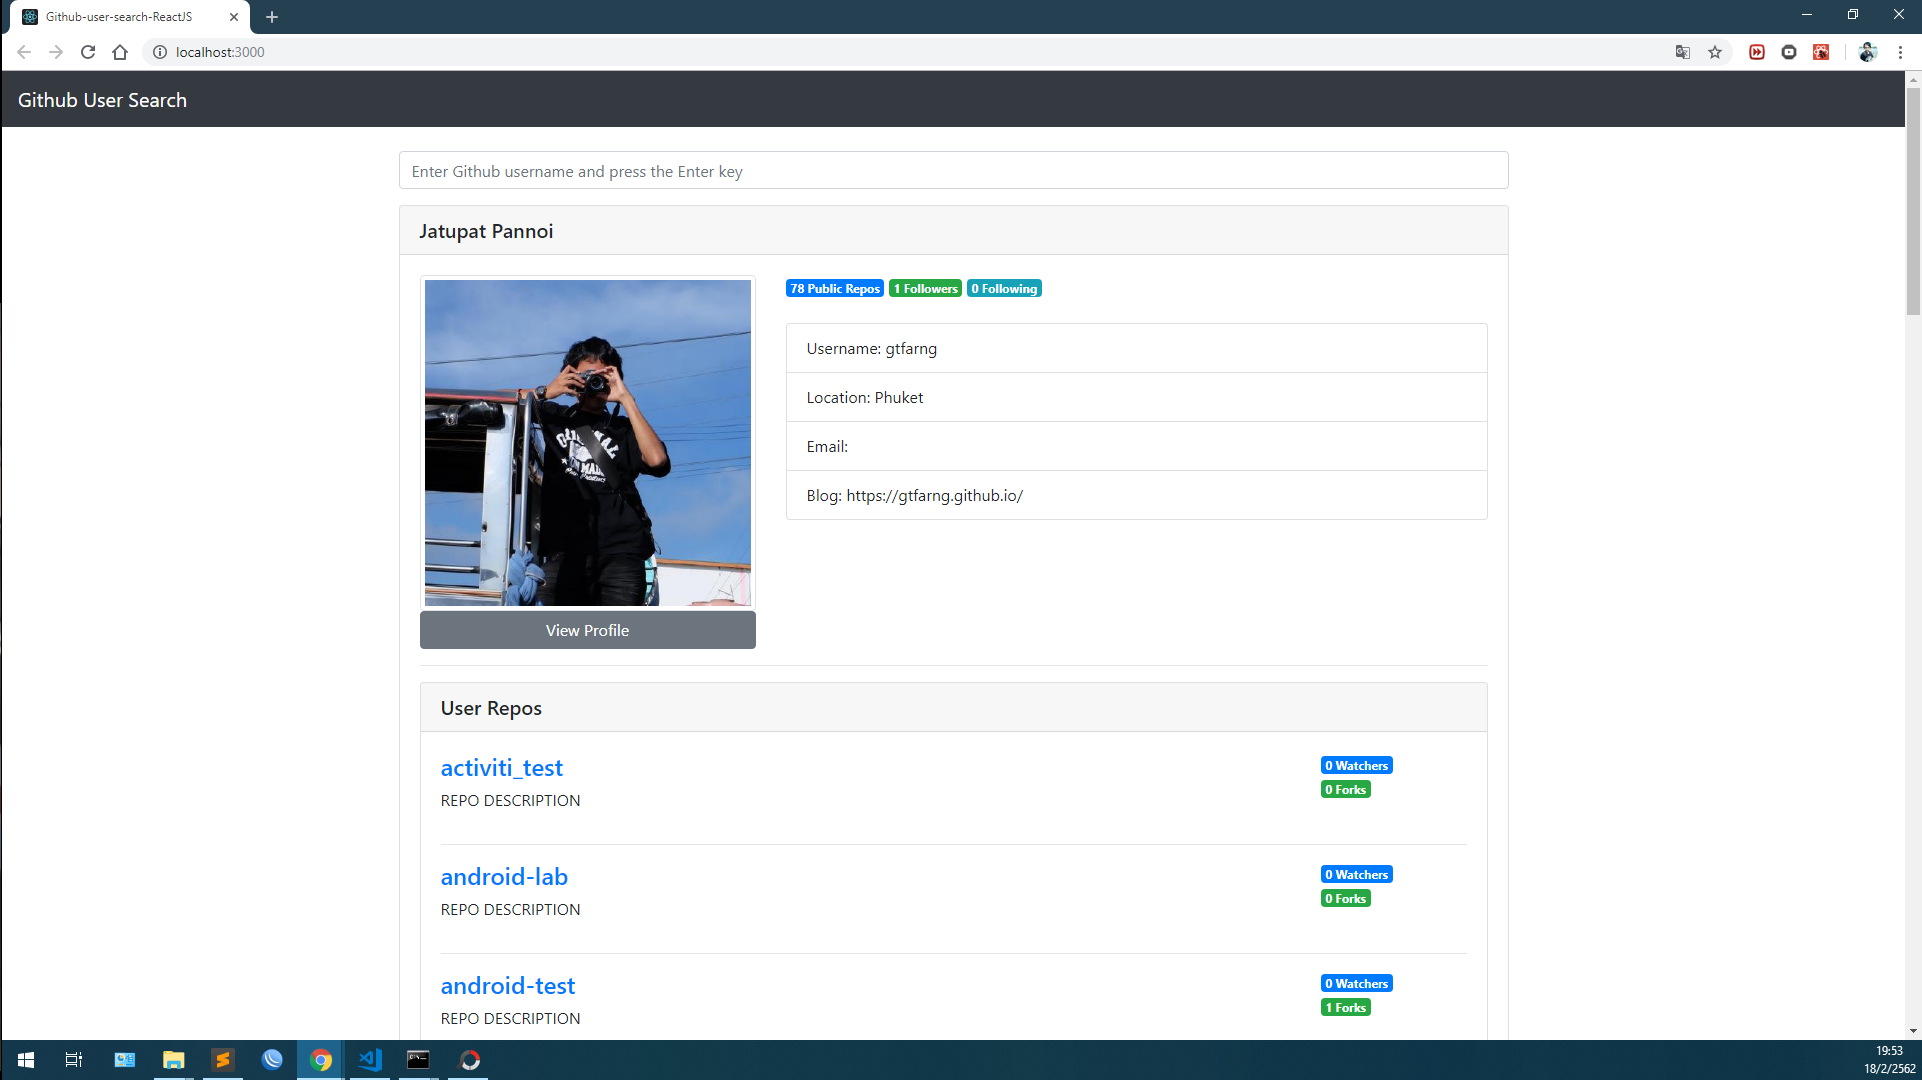 Github-user-search-ReactJS
localhost:3000
Github User Search
Enter Github username and press the Enter key
Jatupat Pannoi
78 Public Repos 1 Followers 0 Following
Username: gtfarng
Location: Phuket
Email:
Blog: https://gtfarng.github.io/
View Profile
User Repos
activiti_test
0 Watchers
REPO DESCRIPTION
0 Forks
android-lab
0 Watchers
REPO DESCRIPTION
0 Forks
android-test
0 Watchers
REPO DESCRIPTION
1 Forks
19:53
18/2/2562